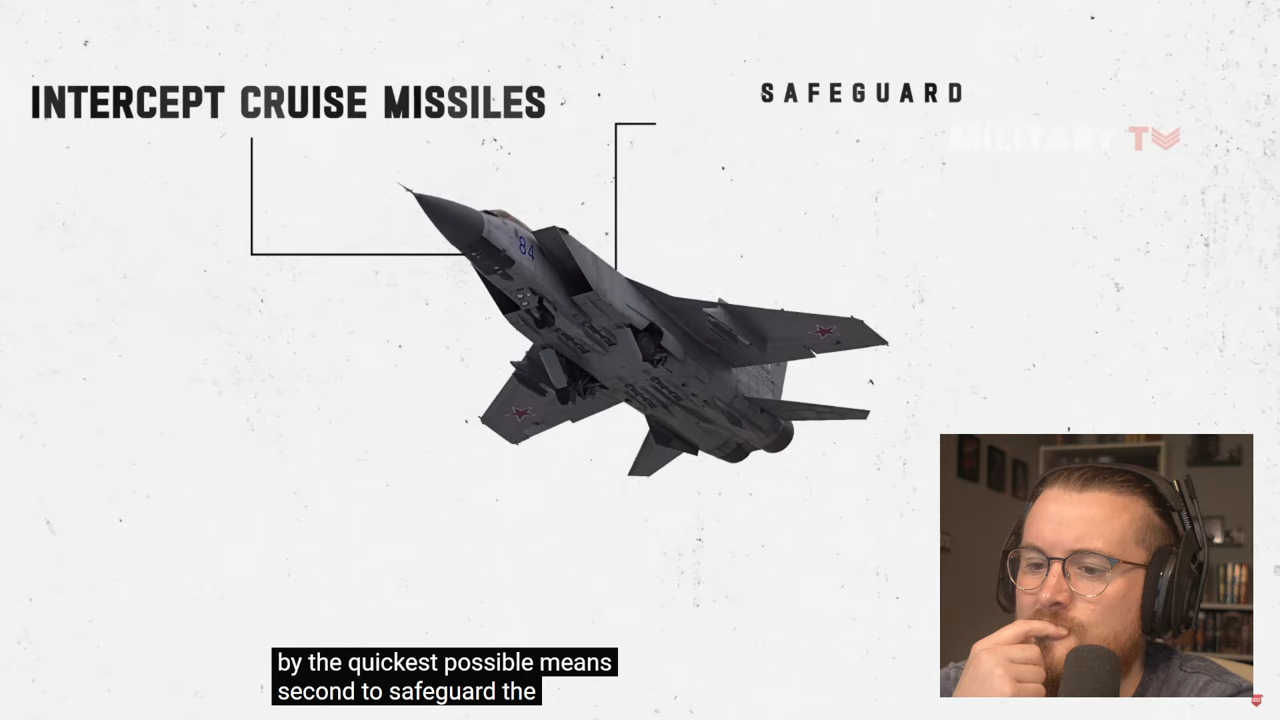 INTERCEPT CRUISE MISSILES
SAFEGUARD
MILITARY TV
84
by the quickest possible means
second to safeguard the